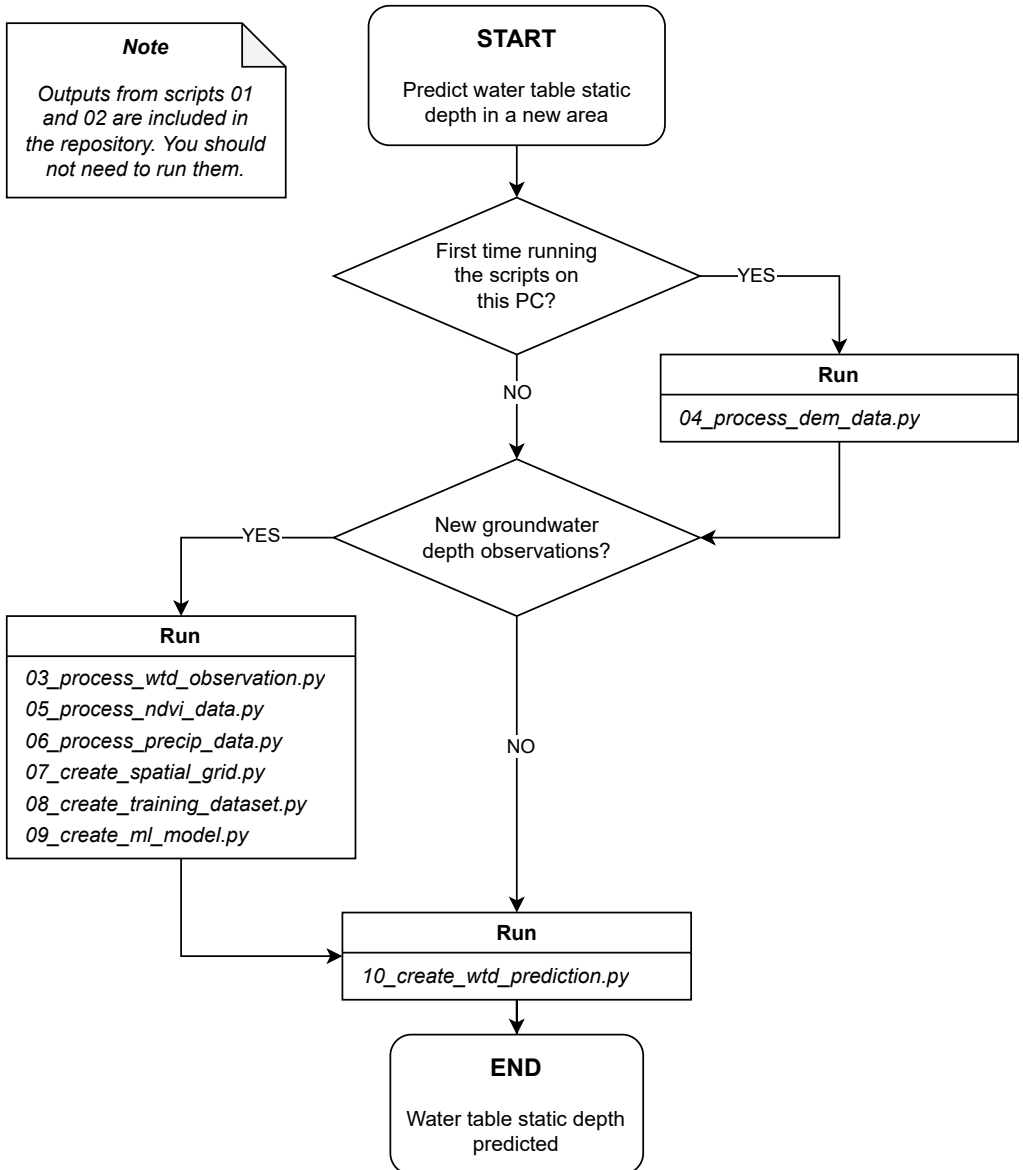 Note
Outputs from scripts 01
and 02 are included in
the repository. You should
not need to run them.
START
Predict water table static
depth in a new area
First time running
the scripts on
this PC?
YES
NO
Run
04_process_dem_data.py
New groundwater
depth observations?
YES
NO
Run
03_process_wtd_observation.py
05_process_ndvi_data.py
06_process_precip_data.py
07_create_spatial_grid.py
08_create_training_dataset.py
09_create_ml_model.py
Run
10_create_wtd_prediction.py
END
Water table static depth
predicted